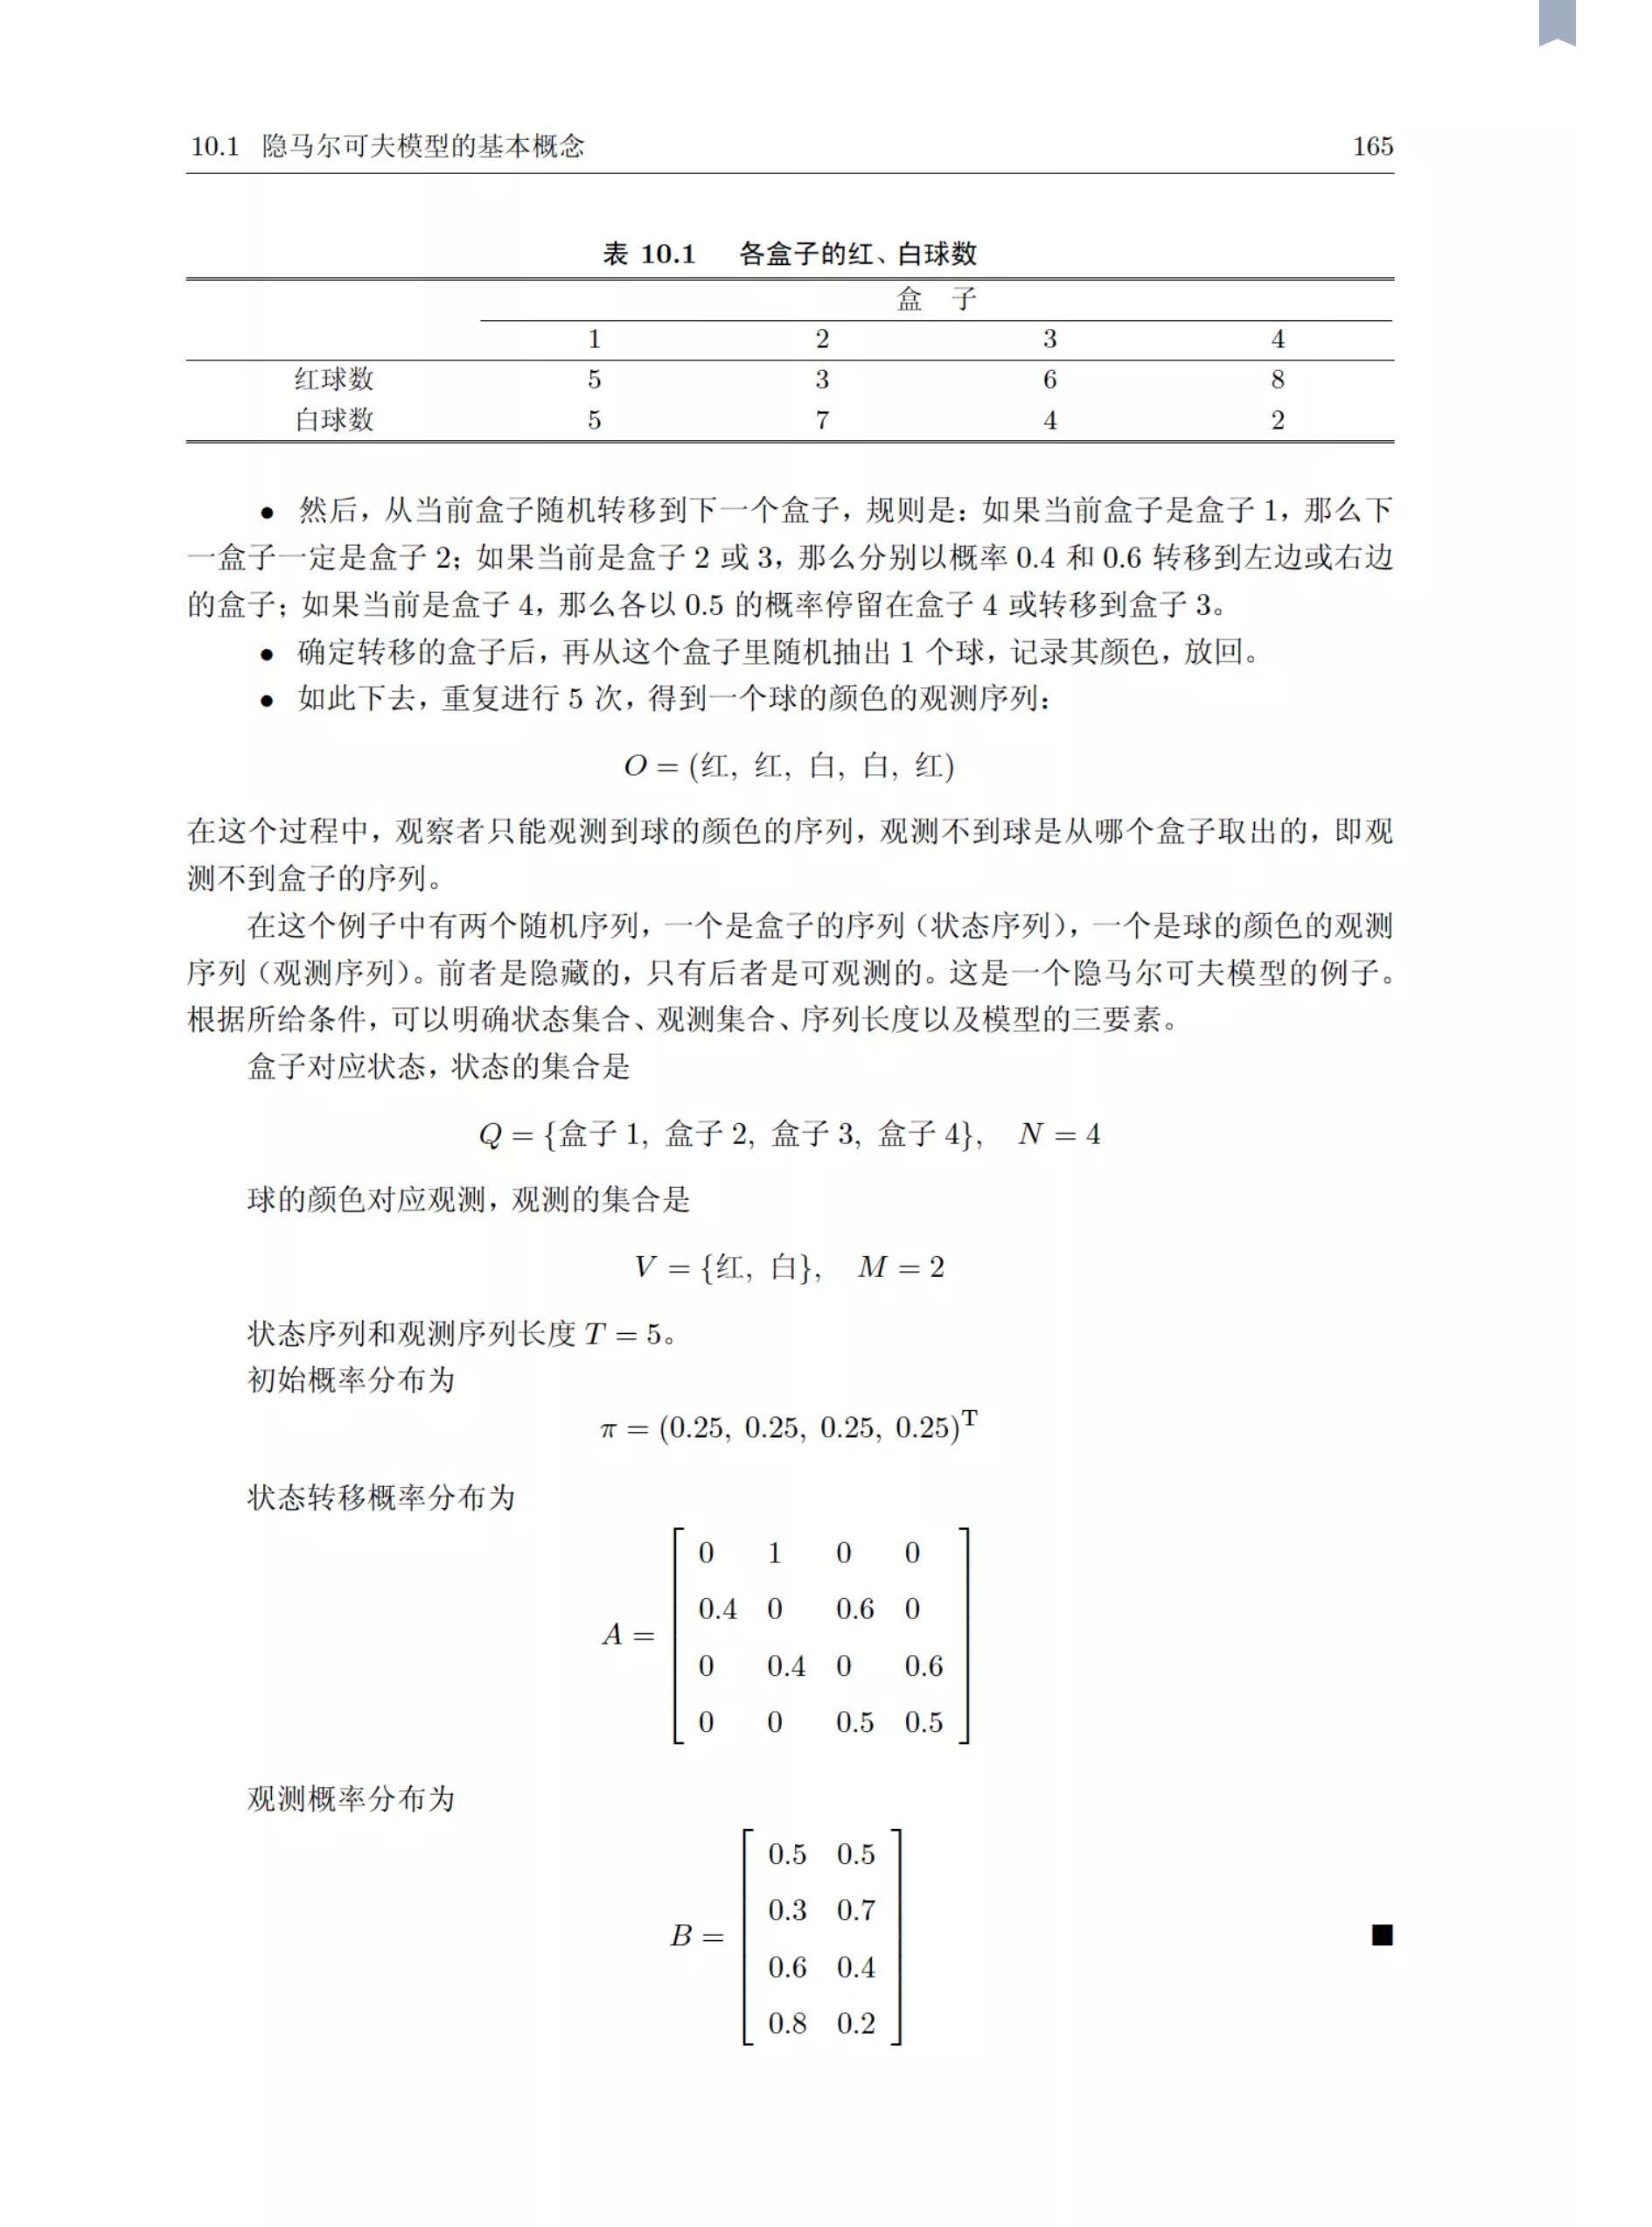 10.1 隐马尔可夫模型的基本概念 165
表 10.1 各盒子的红、白球数
盒 子
1 2 3 4
红球数 5 3 6 8
白球数 5 7 4 2
• 然后，从当前盒子随机转移到下一个盒子，规则是：如果当前盒子是盒子 1，那么下
一盒子一定是盒子 2；如果当前是盒子 2 或 3，那么分别以概率 0.4 和 0.6 转移到左边或右边
的盒子；如果当前是盒子 4，那么各以 0.5 的概率停留在盒子 4 或转移到盒子 3。
• 确定转移的盒子后，再从这个盒子里随机抽出 1 个球，记录其颜色，放回。
• 如此下去，重复进行 5 次，得到一个球的颜色的观测序列：
O = (红, 红, 白, 白, 红)
在这个过程中，观察者只能观测到球的颜色的序列，观测不到球是从哪个盒子取出的，即观
测不到盒子的序列。
在这个例子中有两个随机序列，一个是盒子的序列（状态序列），一个是球的颜色的观测
序列（观测序列）。前者是隐藏的，只有后者是可观测的。这是一个隐马尔可夫模型的例子。
根据所给条件，可以明确状态集合、观测集合、序列长度以及模型的三要素。
盒子对应状态，状态的集合是
Q = {盒子 1, 盒子 2, 盒子 3, 盒子 4}, N = 4
球的颜色对应观测，观测的集合是
V = {红, 白}, M = 2
状态序列和观测序列长度 T = 5。
初始概率分布为
π = (0.25, 0.25, 0.25, 0.25)^T
状态转移概率分布为
A =
0 1 0 0
0.4 0 0.6 0
0 0.4 0 0.6
0 0 0.5 0.5
观测概率分布为
B =
0.5 0.5
0.3 0.7
0.6 0.4
0.8 0.2
■